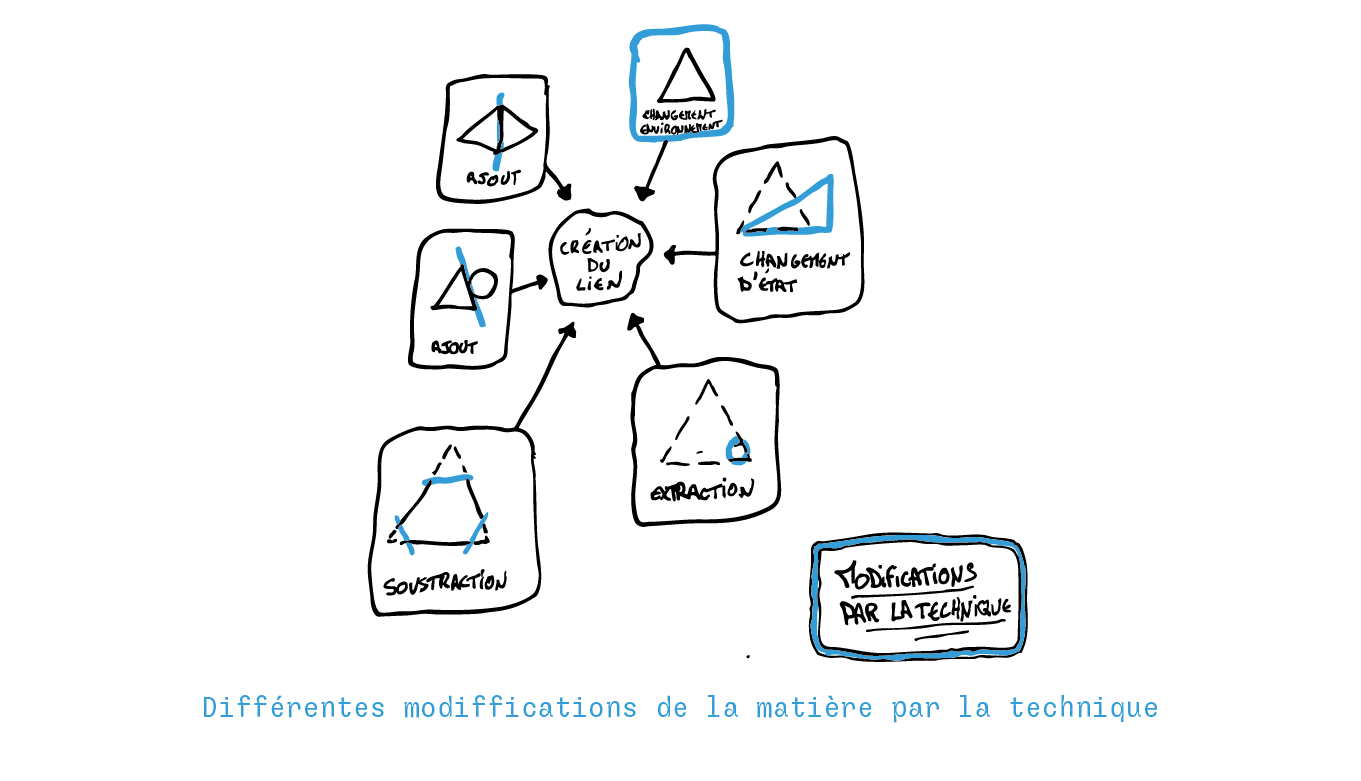 CHANGEMENT
ENVIRONNEMENT
AJOUT
CHANGEMENT
D'ÉTAT
CRÉATION
DU
LIEN
AJOUT
EXTRACTION
SOUSTRACTION
MODIFICATIONS
PAR LA TECHNIQUE
Différentes modiffications de la matière par la technique